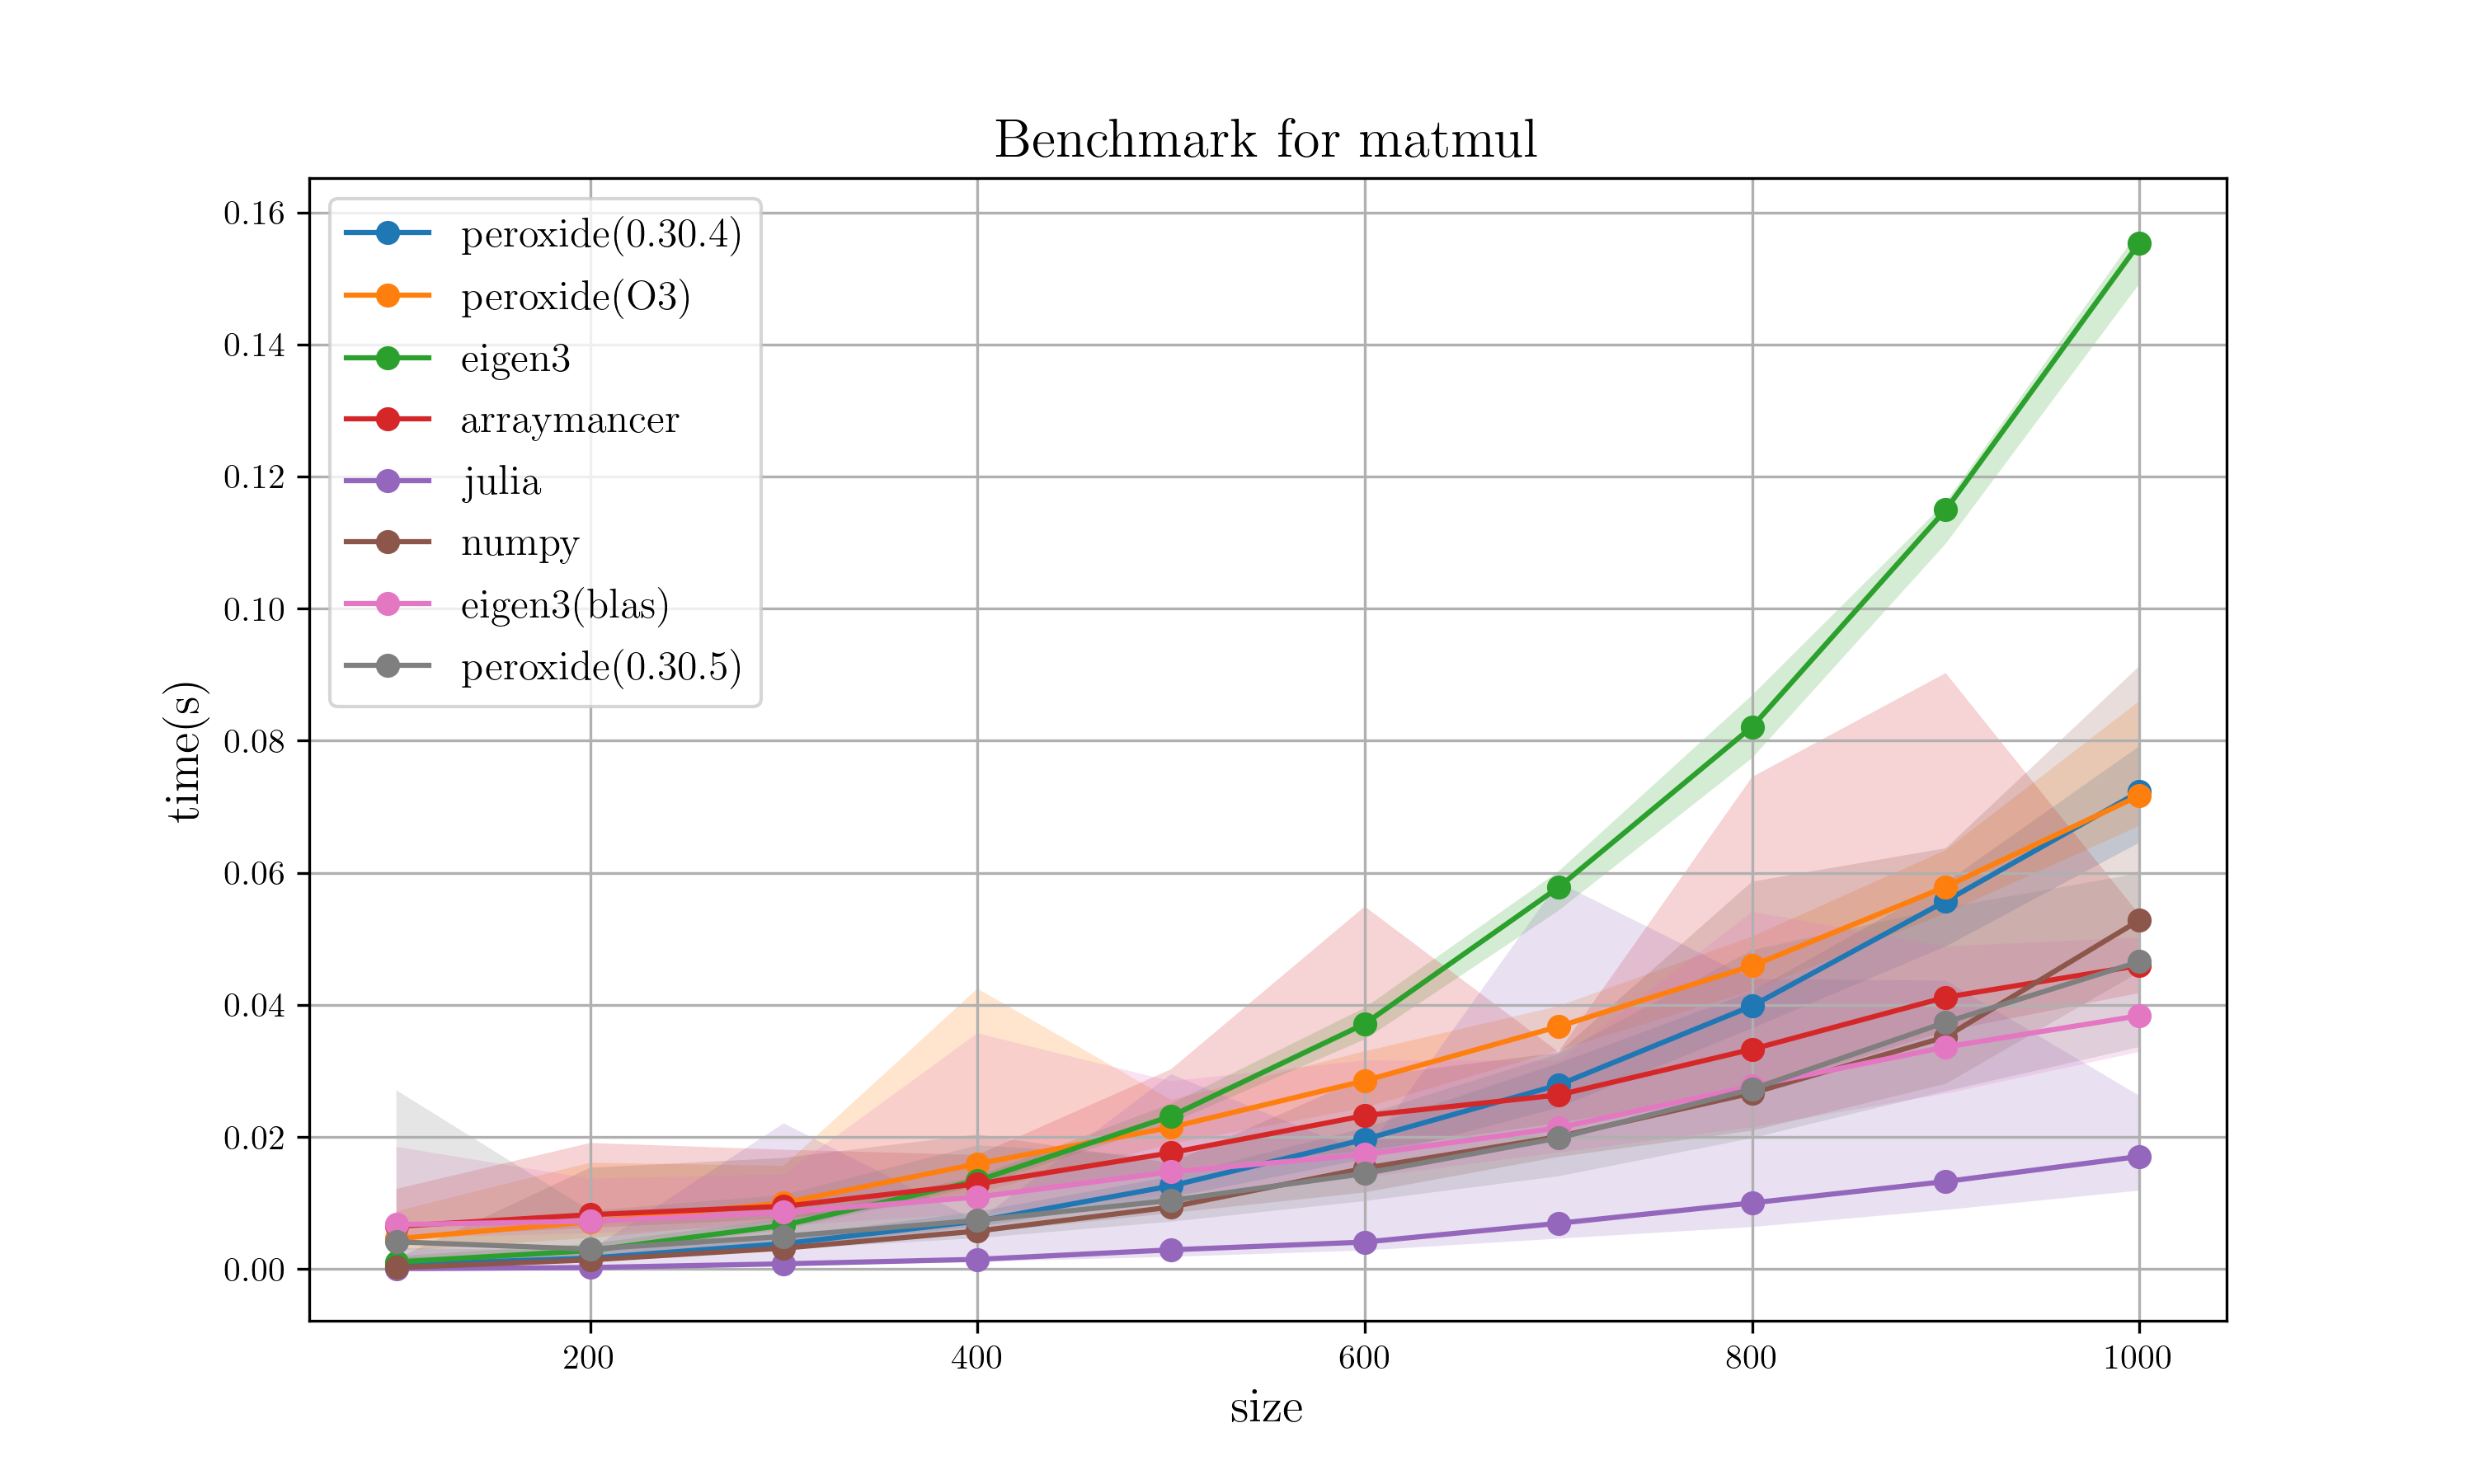 Benchmark for matmul
0.16
0.14
0.12
0.10
0.08
0.06
0.04
0.02
0.00
time(s)
peroxide(0.30.4)
peroxide(O3)
eigen3
arraymancer
julia
numpy
eigen3(blas)
peroxide(0.30.5)
200 400 600 800 1000
size